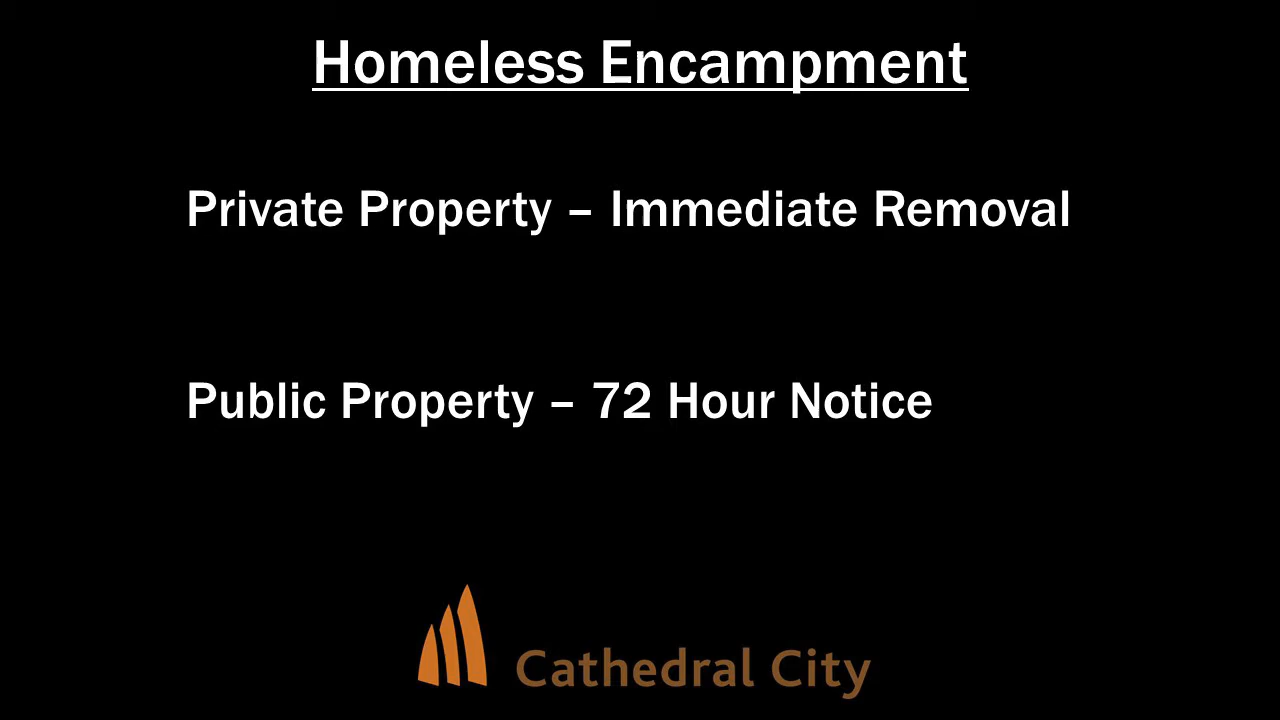 Homeless Encampment
Private Property – Immediate Removal
Public Property – 72 Hour Notice
Cathedral City